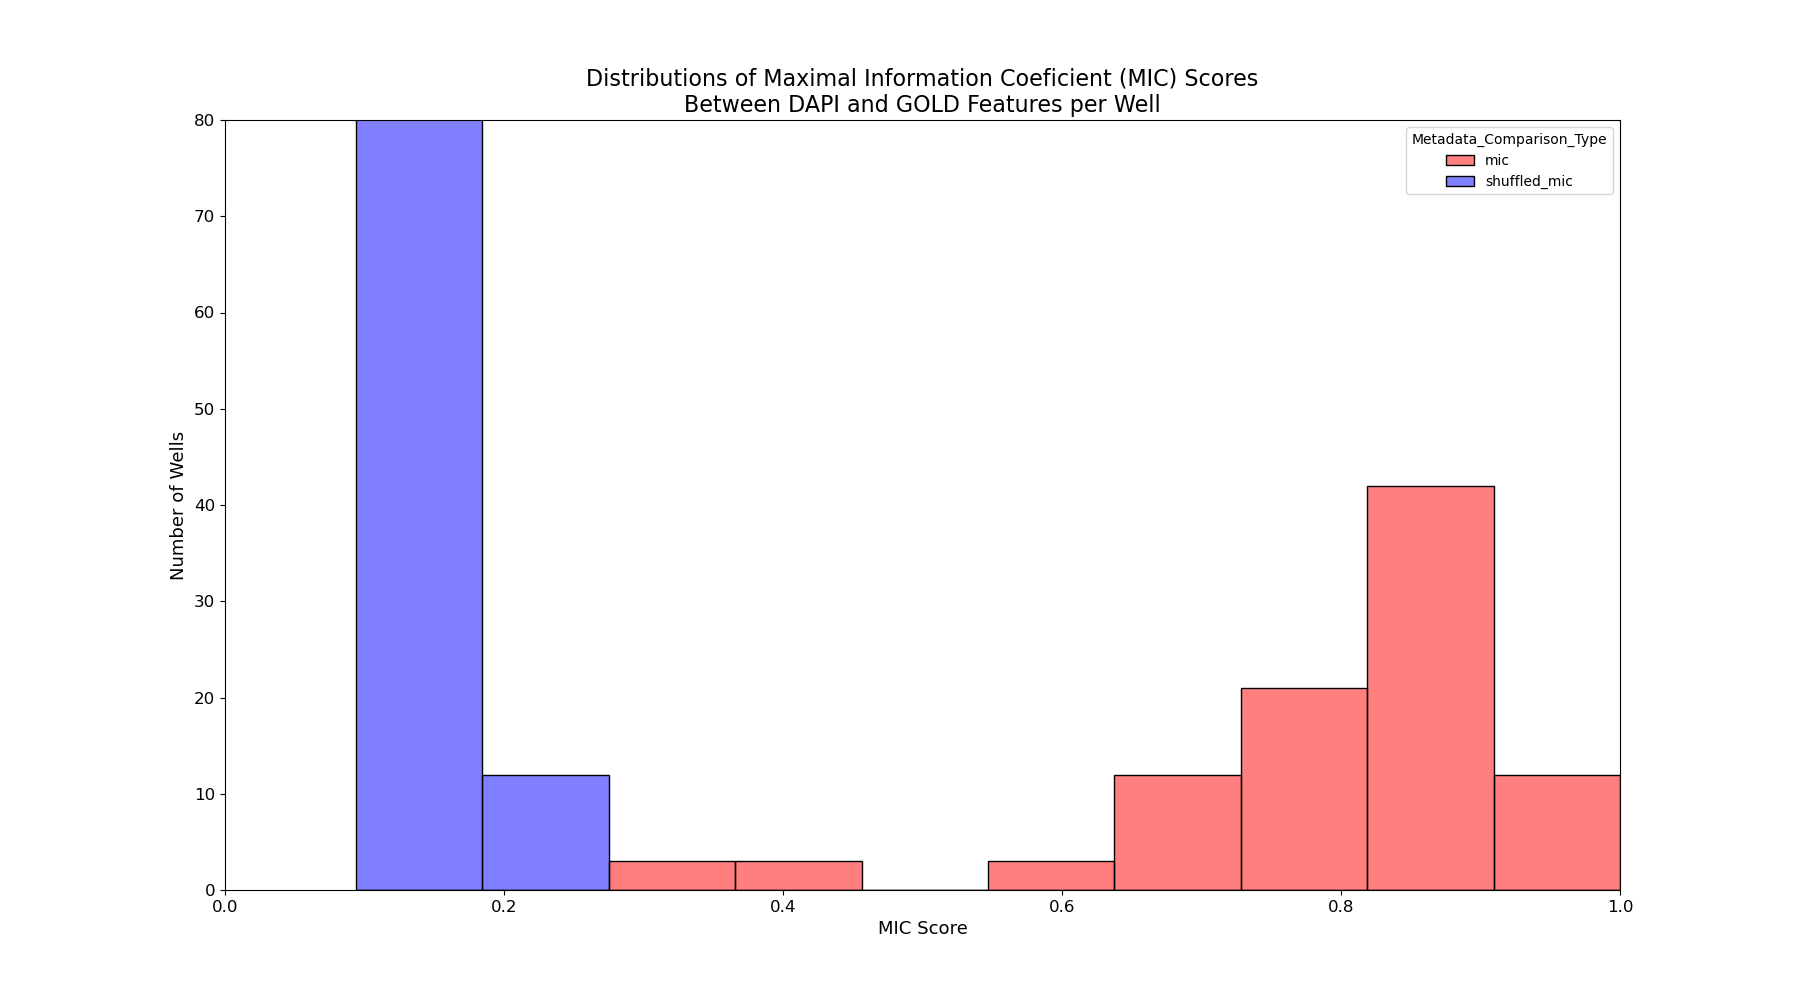 Distributions of Maximal Information Coeficient (MIC) Scores
Between DAPI and GOLD Features per Well
Metadata_Comparison_Type
mic
shuffled_mic
Number of Wells
80
70
60
50
40
30
20
10
0
0.0 0.2 0.4 0.6 0.8 1.0
MIC Score